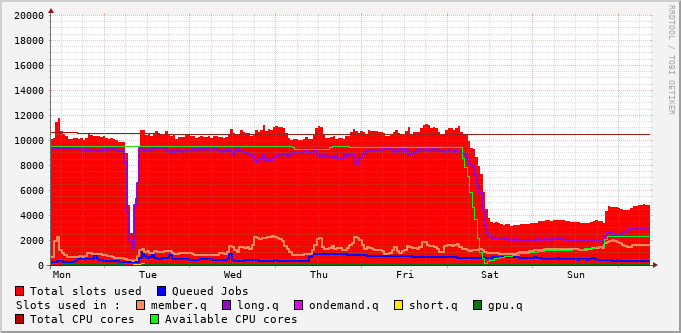 20000
18000
16000
14000
12000
10000
8000
6000
4000
2000
0
Mon Tue Wed Thu Fri Sat Sun
RRDTOOL / TOBI OETIKER
Total slots used Queued Jobs
Slots used in : member.q long.q ondemand.q short.q gpu.q
Total CPU cores Available CPU cores